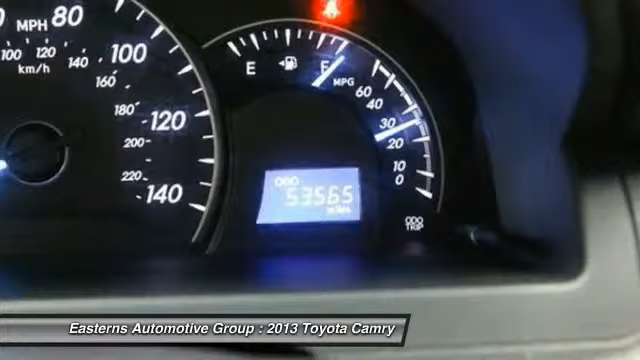 MPH 80
100 120 140
km/h
100
160
180
120
200
220
140
E F
MPG
60
40
30
20
10
0
ODO
53565
miles
ODO
TRIP
Easterns Automotive Group : 2013 Toyota Camry